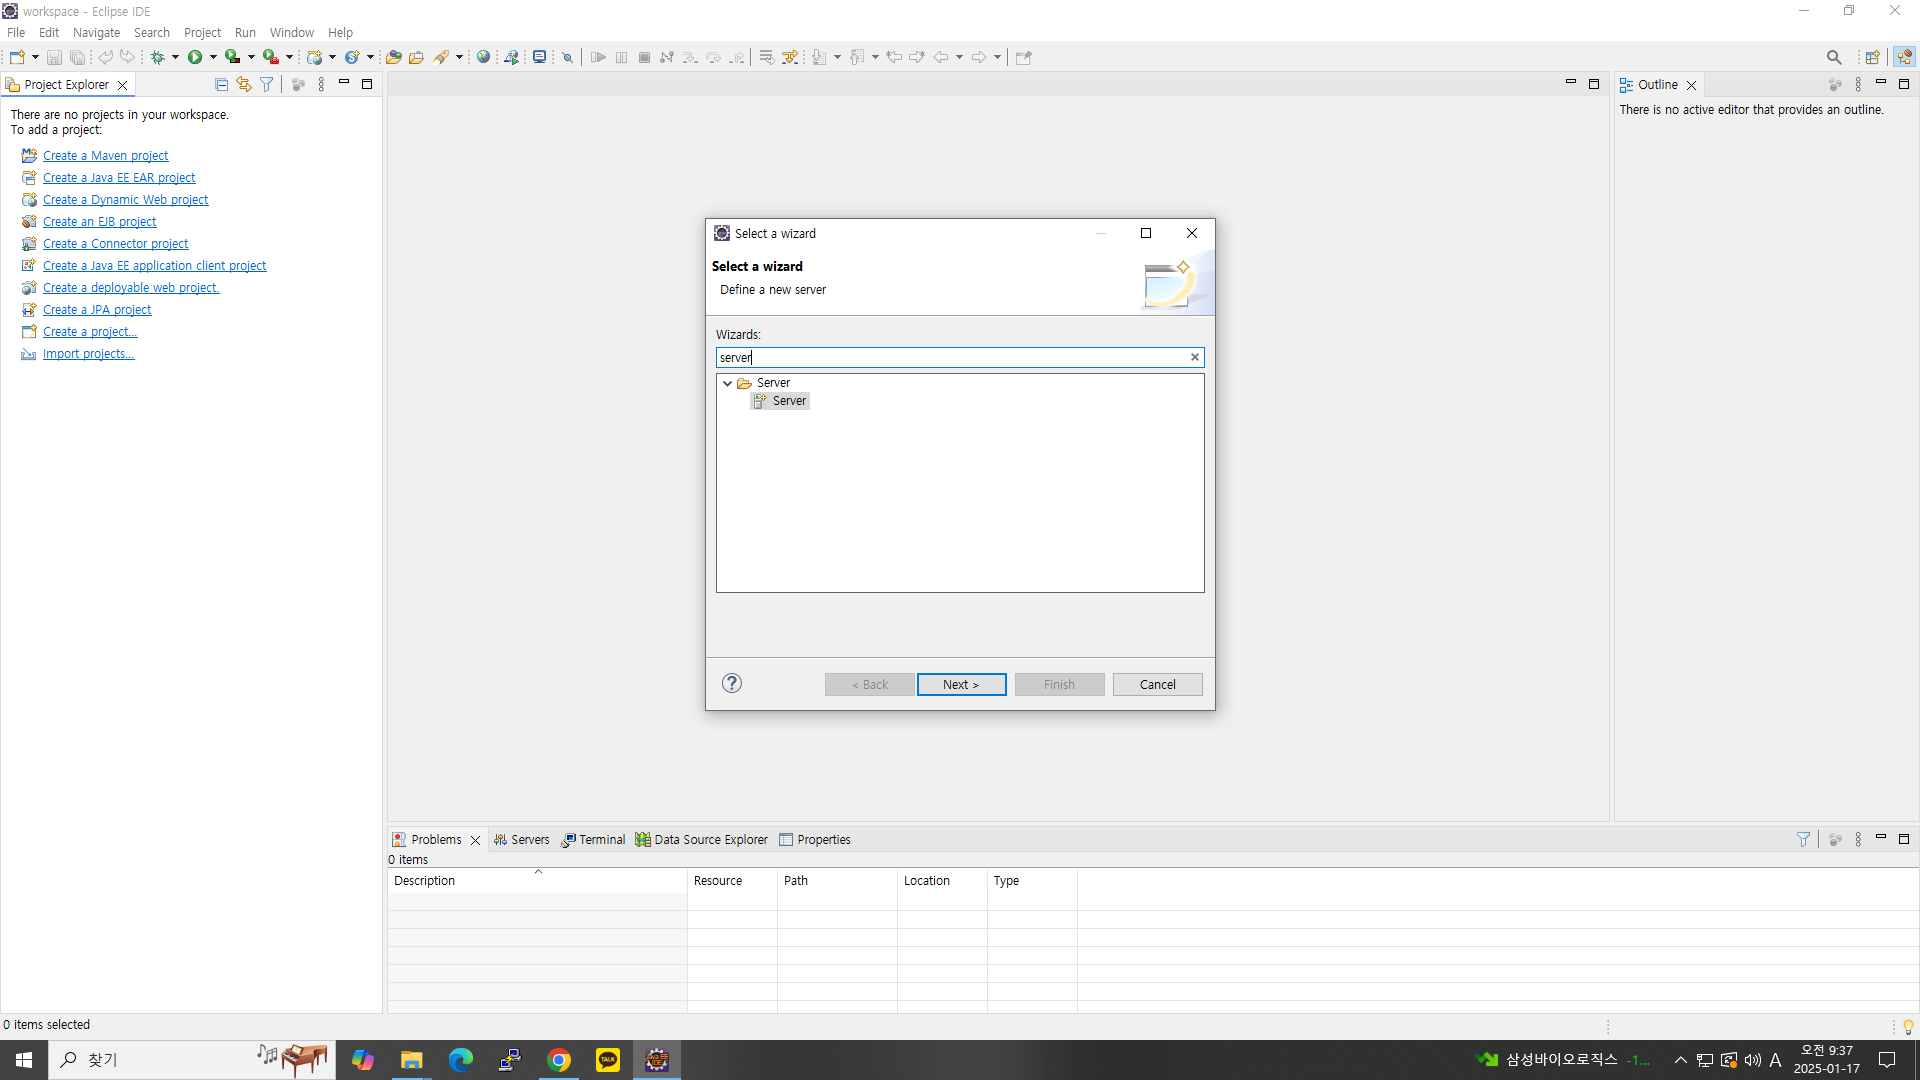 workspace - Eclipse IDE
File Edit Navigate Search Project Run Window Help
Project Explorer
There are no projects in your workspace.
To add a project:
Create a Maven project
Create a Java EE EAR project
Create a Dynamic Web project
Create an EJB project
Create a Connector project
Create a Java EE application client project
Create a deployable web project.
Create a JPA project
Create a project...
Import projects...
Outline
There is no active editor that provides an outline.
Select a wizard
Select a wizard
Define a new server
Wizards:
server
Server
Server
< Back Next > Finish Cancel
Problems Servers Terminal Data Source Explorer Properties
0 items
Description Resource Path Location Type
0 items selected
찾기
TALK
Java EE
IDE
삼성바이오로직스 -1...
A
오전 9:37
2025-01-17